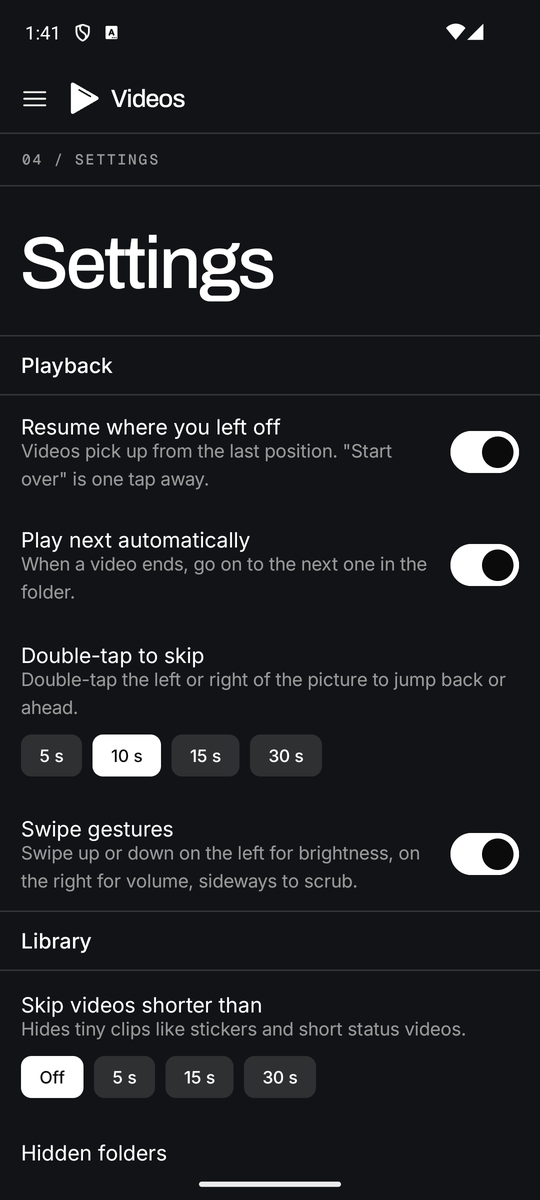 1:41
A
Videos
04 / SETTINGS
Settings
Playback
Resume where you left off
Videos pick up from the last position. "Start
over" is one tap away.
Play next automatically
When a video ends, go on to the next one in the
folder.
Double-tap to skip
Double-tap the left or right of the picture to jump back or
ahead.
5 s 10 s 15 s 30 s
Swipe gestures
Swipe up or down on the left for brightness, on
the right for volume, sideways to scrub.
Library
Skip videos shorter than
Hides tiny clips like stickers and short status videos.
Off 5 s 15 s 30 s
Hidden folders